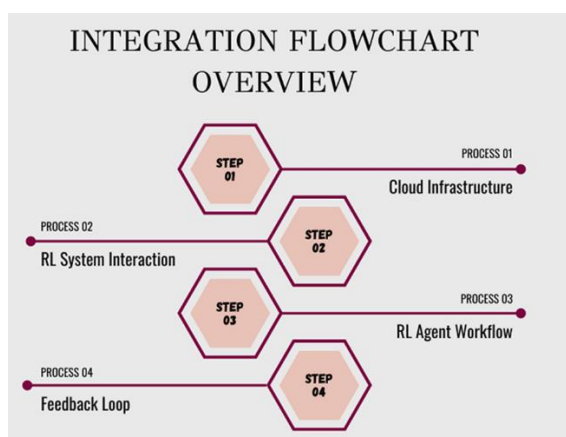 INTEGRATION FLOWCHART
OVERVIEW
STEP
01
PROCESS 01
Cloud Infrastructure
PROCESS 02
RL System Interaction
STEP
02
STEP
03
PROCESS 03
RL Agent Workflow
PROCESS 04
Feedback Loop
STEP
04